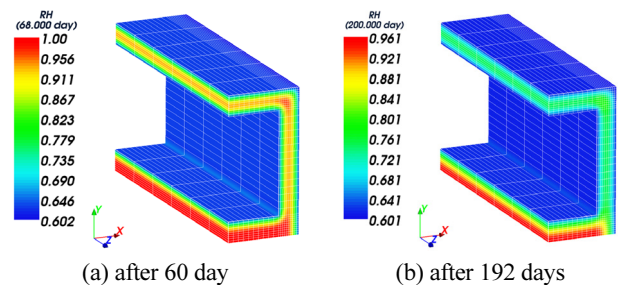 RH
(68.000 day)
1.00
0.956
0.911
0.867
0.823
0.779
0.735
0.690
0.646
0.602
Y
X
Z
(a) after 60 day
RH
(200.000 day)
0.961
0.921
0.881
0.841
0.801
0.761
0.721
0.681
0.641
0.601
Y
X
Z
(b) after 192 days